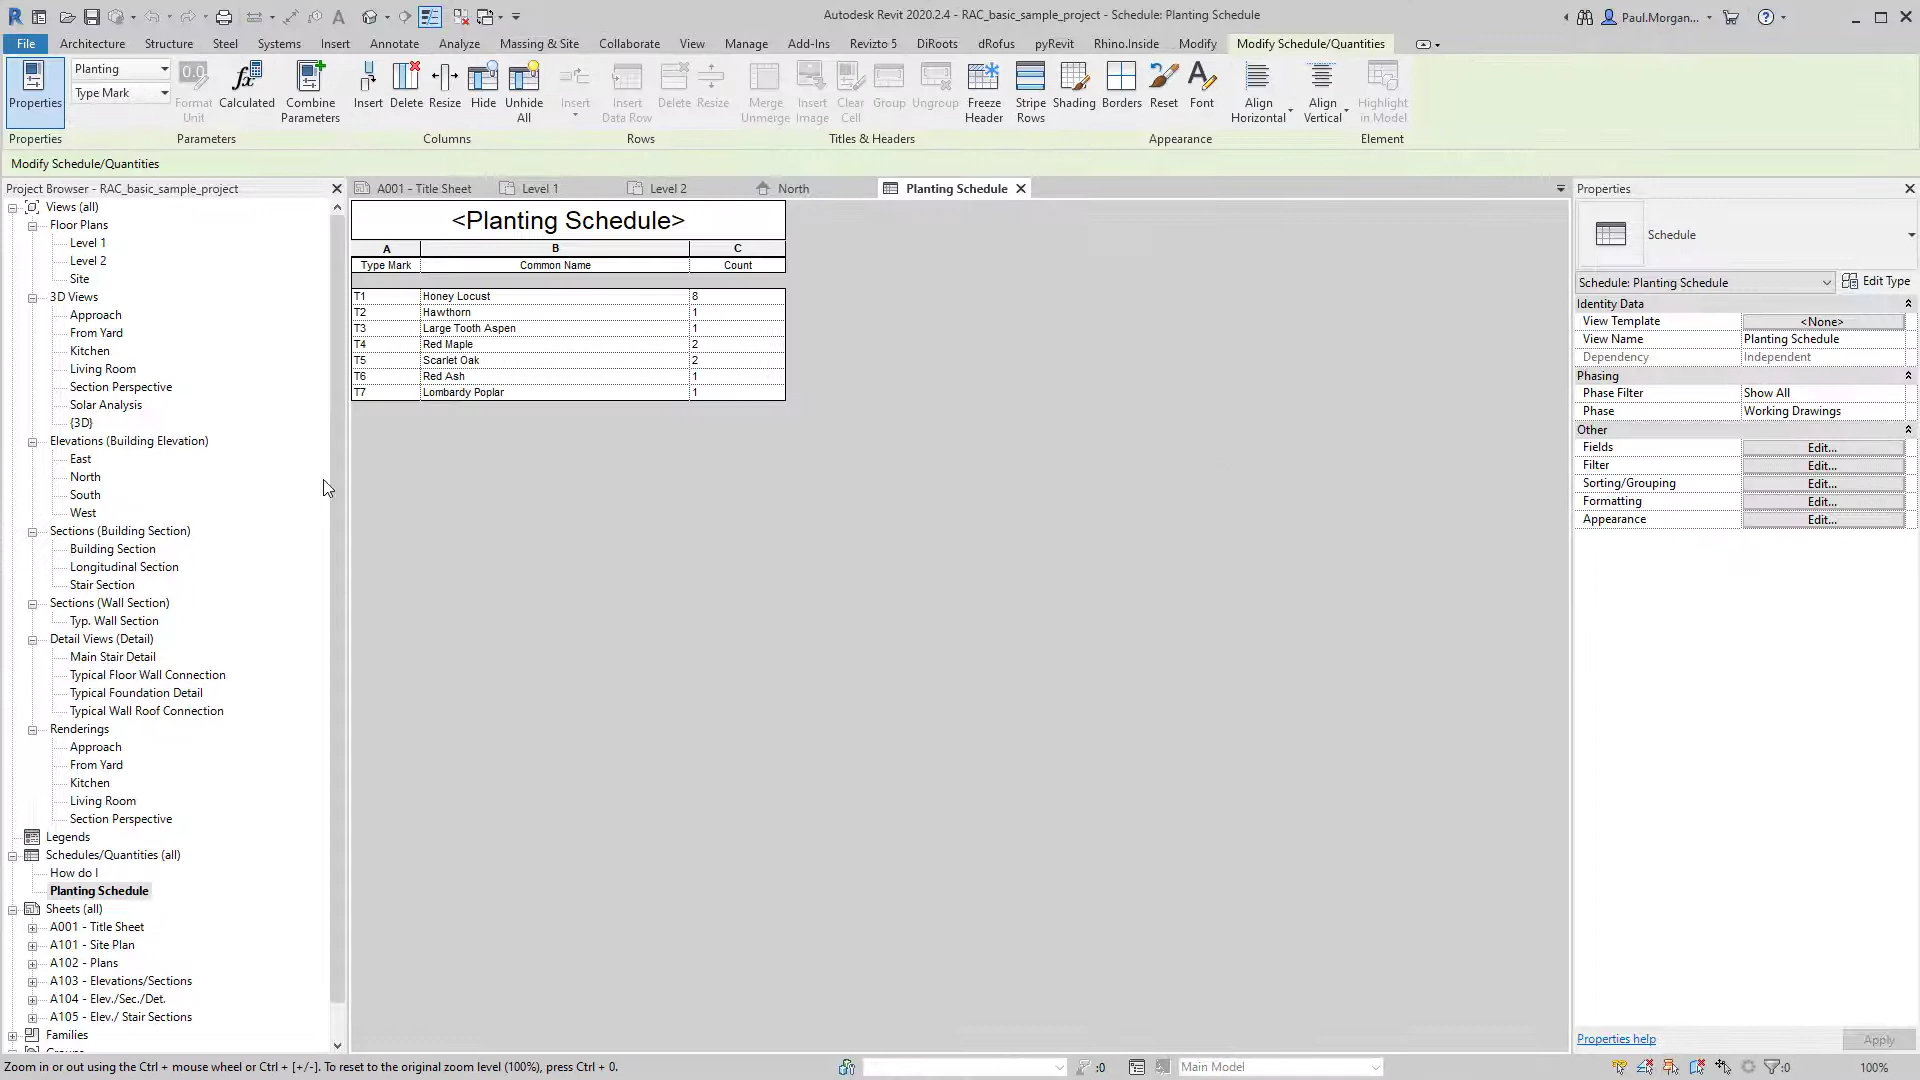 Autodesk Revit 2020.2.4 - RAC_basic_sample_project - Schedule: Planting Schedule
Paul.Morgan...
File Architecture Structure Steel Systems Insert Annotate Analyze Massing & Site Collaborate View Manage Add-Ins Revizto 5 DiRoots dRofus pyRevit Rhino.Inside Modify Modify Schedule/Quantities
Properties
Planting
Type Mark
Format Unit
Calculated
Combine Parameters
Insert Delete Resize Hide Unhide All
Insert
Insert Data Row
Delete Resize
Merge Unmerge
Insert Image
Clear Cell
Group Ungroup
Freeze Header
Stripe Rows
Shading Borders Reset Font
Align Horizontal
Align Vertical
Highlight in Model
Properties Parameters Columns Rows Titles & Headers Appearance Element
Modify Schedule/Quantities
Project Browser - RAC_basic_sample_project
Views (all)
Floor Plans
Level 1
Level 2
Site
3D Views
Approach
From Yard
Kitchen
Living Room
Section Perspective
Solar Analysis
{3D}
Elevations (Building Elevation)
East
North
South
West
Sections (Building Section)
Building Section
Longitudinal Section
Stair Section
Sections (Wall Section)
Typ. Wall Section
Detail Views (Detail)
Main Stair Detail
Typical Floor Wall Connection
Typical Foundation Detail
Typical Wall Roof Connection
Renderings
Approach
From Yard
Kitchen
Living Room
Section Perspective
Legends
Schedules/Quantities (all)
How do I
Planting Schedule
Sheets (all)
A001 - Title Sheet
A101 - Site Plan
A102 - Plans
A103 - Elevations/Sections
A104 - Elev./Sec./Det.
A105 - Elev./ Stair Sections
Families
A001 - Title Sheet Level 1 Level 2 North Planting Schedule
<Planting Schedule>
A B C
Type Mark Common Name Count
T1 Honey Locust 8
T2 Hawthorn 1
T3 Large Tooth Aspen 1
T4 Red Maple 2
T5 Scarlet Oak 2
T6 Red Ash 1
T7 Lombardy Poplar 1
Properties
Schedule
Schedule: Planting Schedule Edit Type
Identity Data
View Template <None>
View Name Planting Schedule
Dependency Independent
Phasing
Phase Filter Show All
Phase Working Drawings
Other
Fields Edit...
Filter Edit...
Sorting/Grouping Edit...
Formatting Edit...
Appearance Edit...
Properties help Apply
Zoom in or out using the Ctrl + mouse wheel or Ctrl + [+/-]. To reset to the original zoom level (100%), press Ctrl + 0.
:0 Main Model :0 100%